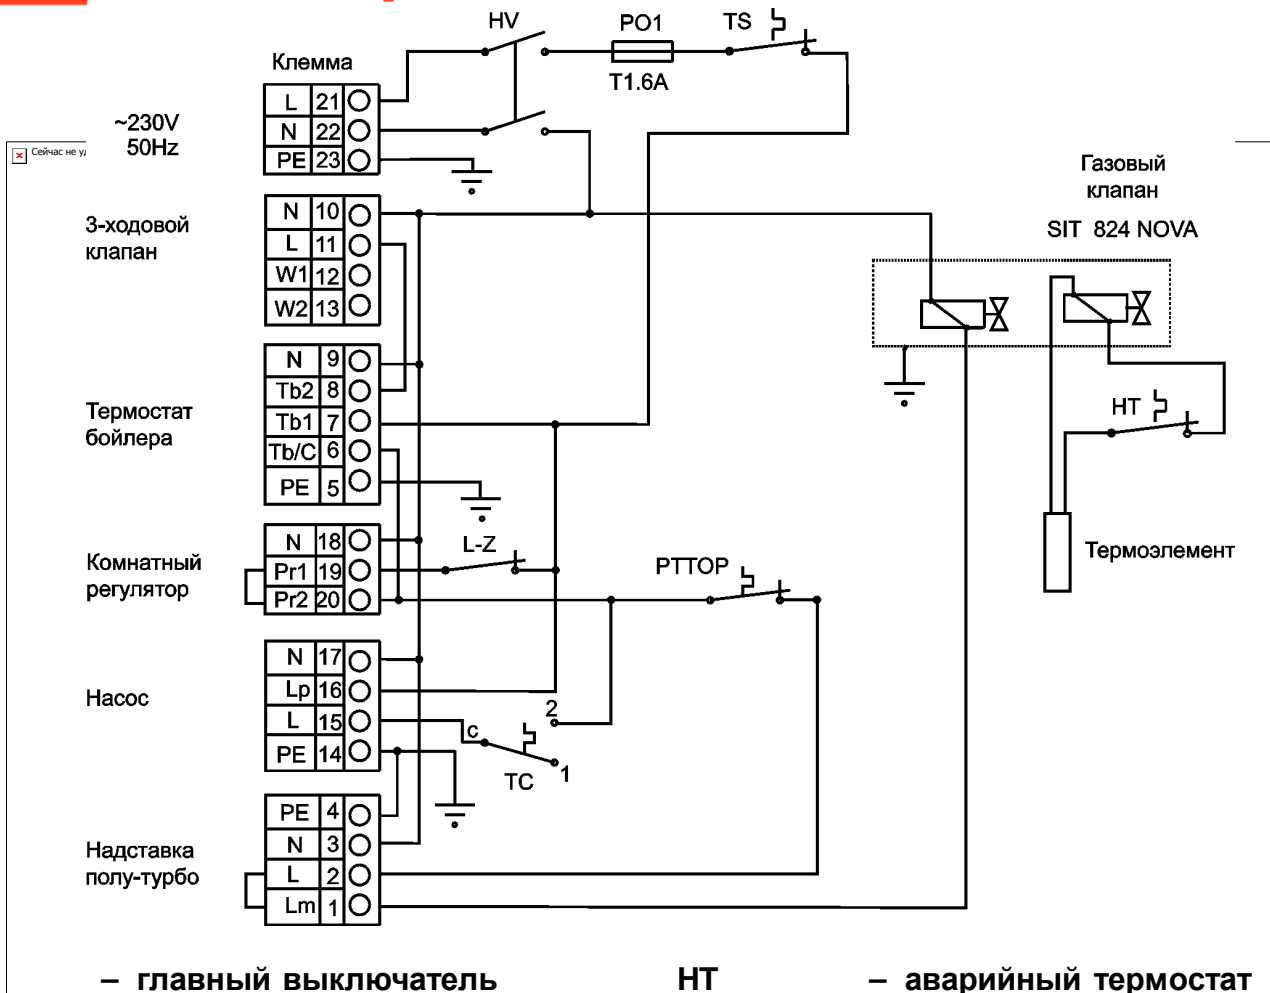 HV
PO1
TS
T1.6A
Клемма
L 21
N 22
PE 23
~230V
50Hz
Сейчас не
Газовый
клапан
SIT 824 NOVA
3-ходовой
клапан
N 10
L 11
W1 12
W2 13
Термостат
бойлера
N 9
Tb2 8
Tb1 7
Tb/C 6
PE 5
HT
Комнатный
регулятор
N 18
Pr1 19
Pr2 20
L-Z
PTTOP
Термоэлемент
Насос
N 17
Lp 16
L 15
PE 14
2
c
1
TC
Надставка
полу-турбо
PE 4
N 3
L 2
Lm 1
– главный выключатель HT – аварийный термостат